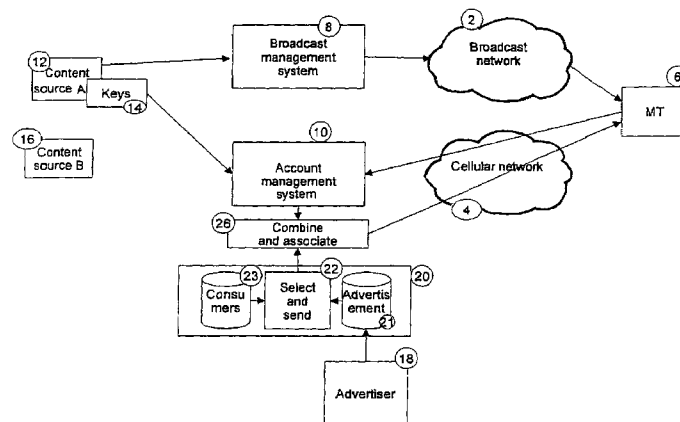 8
2
Broadcast
management
system
Broadcast
network
12
6
Content
source A
Keys
14
MT
16
Content
source B
10
Account
management
system
Cellular network
4
26
Combine
and associate
23
22
20
Consu
mers
Select
and
send
Advertis
ement
21
18
Advertiser